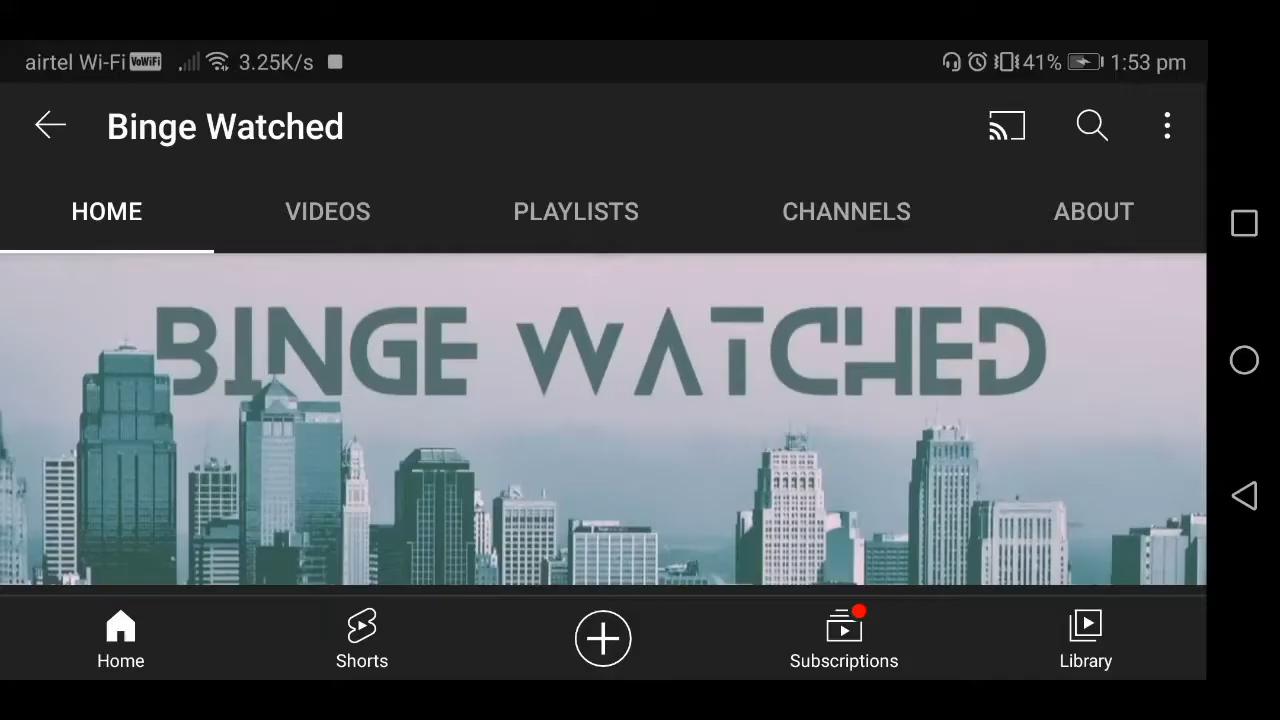 airtel Wi-Fi VoWiFi 3.25K/s 41% 1:53 pm
Binge Watched
HOME VIDEOS PLAYLISTS CHANNELS ABOUT
BINGE WATCHED
Home Shorts Subscriptions Library